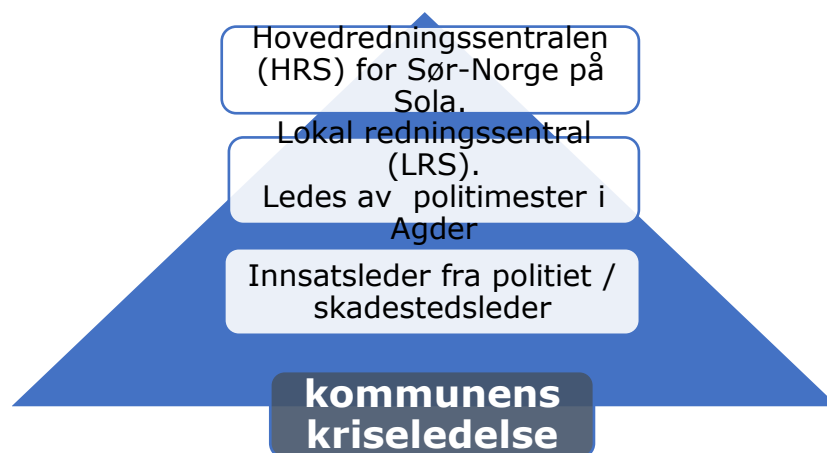 Hovedredningssentralen
(HRS) for Sør-Norge på
Sola.
Lokal redningssentral
(LRS).
Ledes av  politimester i
Agder
Innsatsleder fra politiet /
skadestedsleder
kommunens
kriseledelse